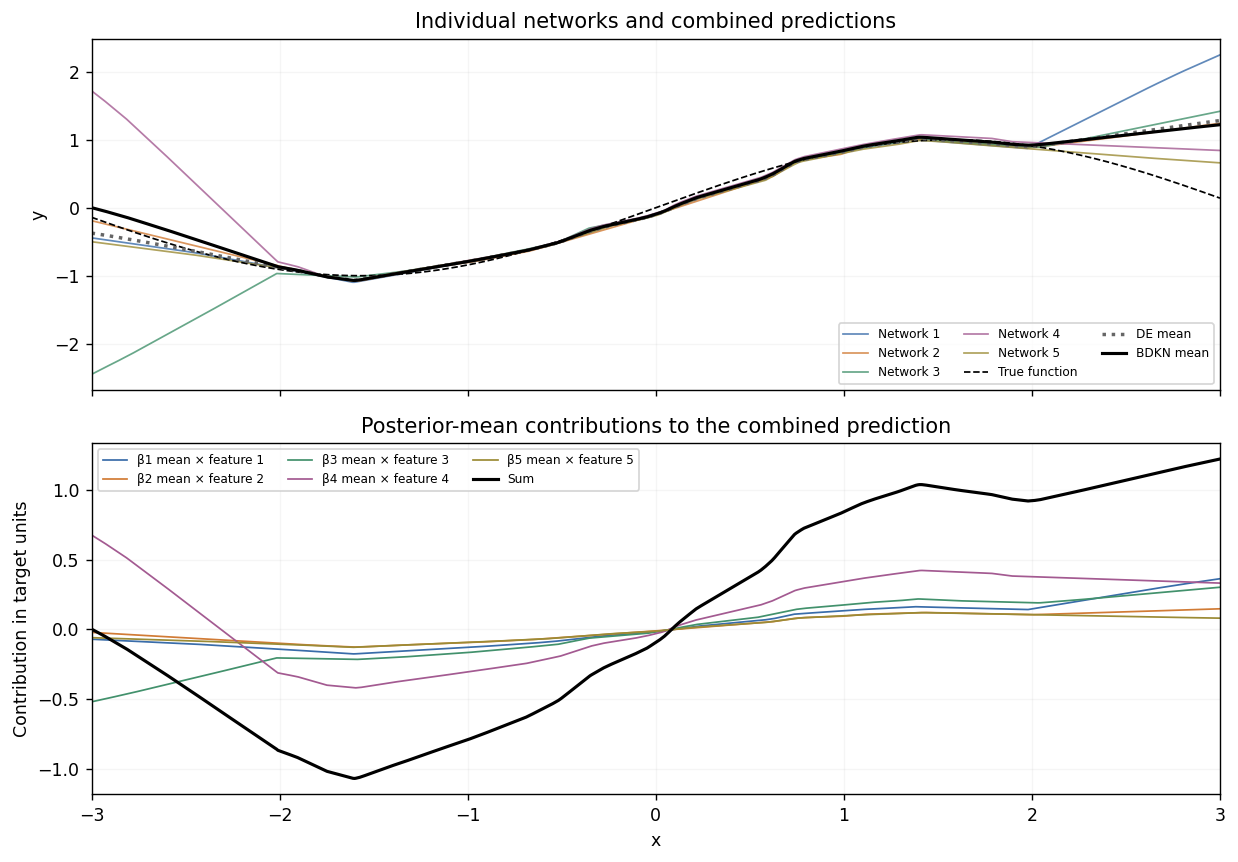 Individual networks and combined predictions
y
2
1
0
−1
−2
Network 1
Network 2
Network 3
Network 4
Network 5
True function
DE mean
BDKN mean
Posterior-mean contributions to the combined prediction
Contribution in target units
1.0
0.5
0.0
−0.5
−1.0
β1 mean × feature 1
β2 mean × feature 2
β3 mean × feature 3
β4 mean × feature 4
β5 mean × feature 5
Sum
−3
−2
−1
0
1
2
3
x